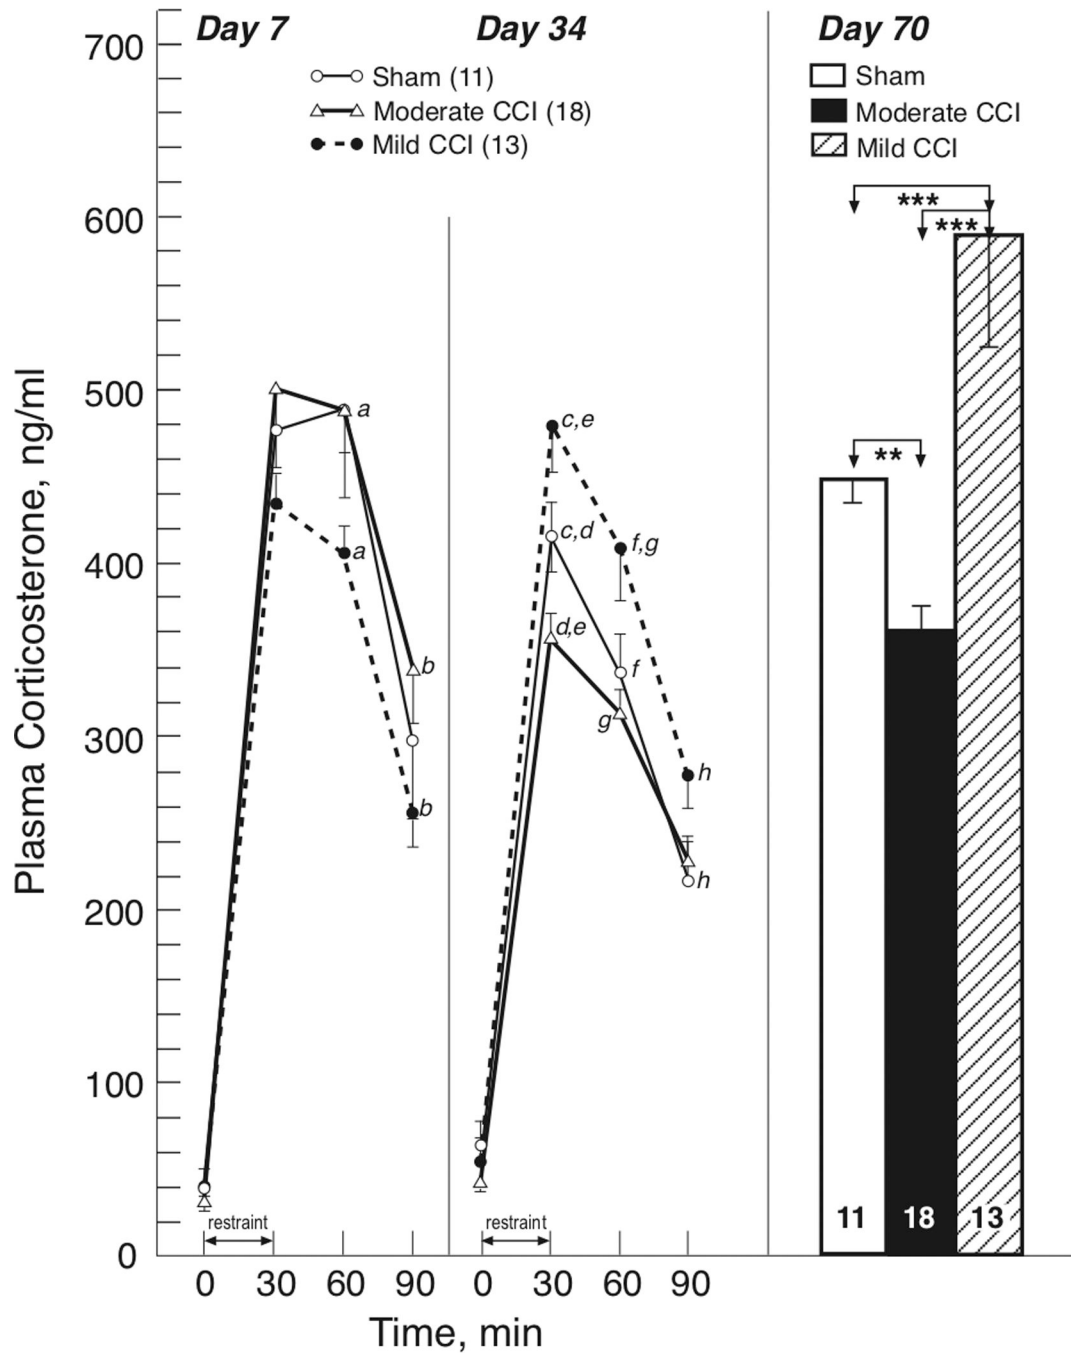 Day 7
Day 34
Day 70
Sham (11)
Moderate CCI (18)
Mild CCI (13)
Sham
Moderate CCI
Mild CCI
Plasma Corticosterone, ng/ml
700
600
500
400
300
200
100
0
a
a
b
b
c,e
c,d
d,e
f,g
f
g
h
h
***
***
**
11
18
13
restraint
restraint
0 30 60 90
0 30 60 90
Time, min